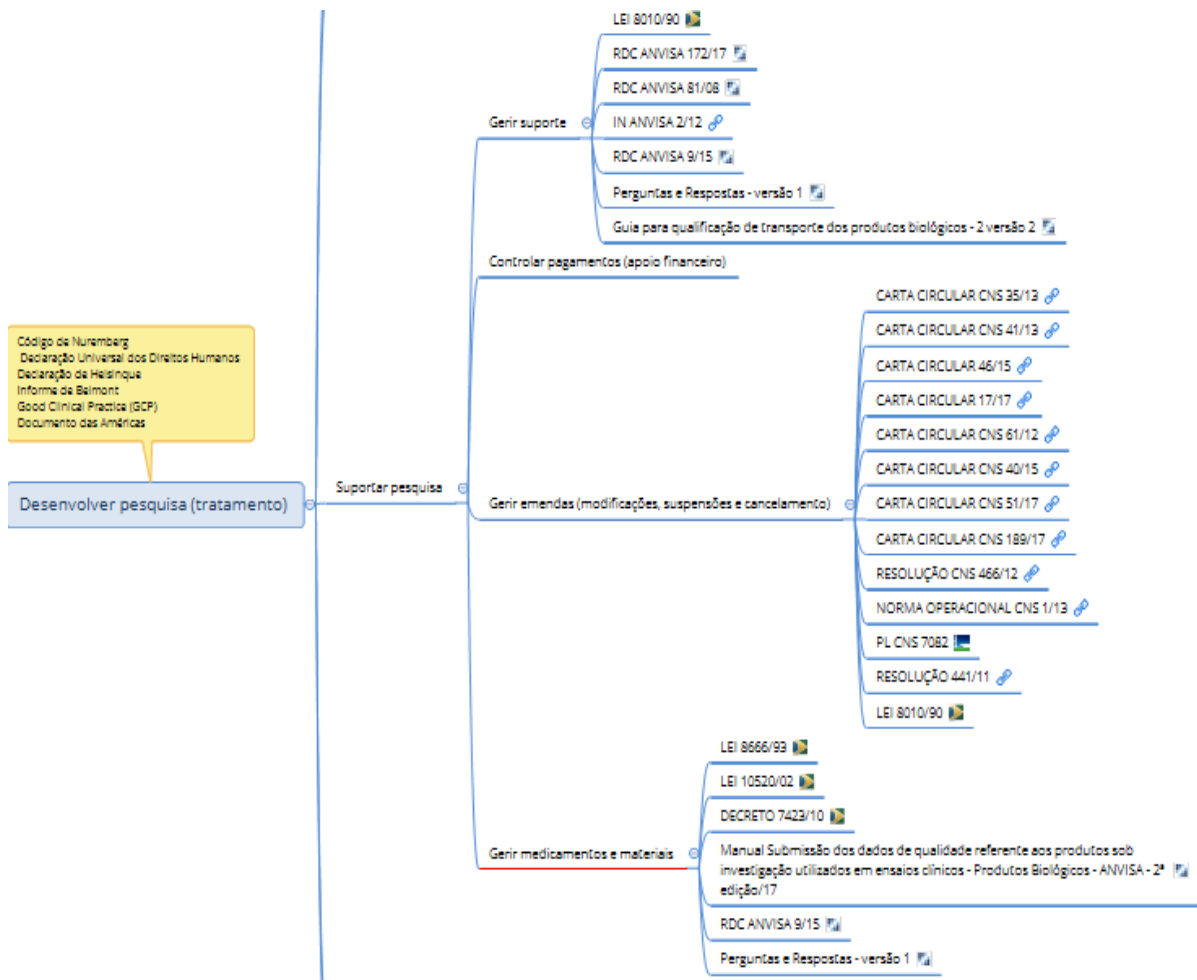 LEI 8010/90
RDC ANVISA 172/17
RDC ANVISA 81/08
Gerir suporte
IN ANVISA 2/12
RDC ANVISA 9/15
Perguntas e Respostas - versão 1
Guia para qualificação de transporte dos produtos biológicos - 2 versão 2
Controlar pagamentos (apoio financeiro)
Código de Nuremberg
Declaração Universal dos Direitos Humanos
Declaração de Helsinque
Informe de Belmont
Good Clinical Practice (GCP)
Documento das Américas
Desenvolver pesquisa (tratamento)
Suportar pesquisa
Gerir emendas (modificações, suspensões e cancelamento)
CARTA CIRCULAR CNS 35/13
CARTA CIRCULAR CNS 41/13
CARTA CIRCULAR 46/15
CARTA CIRCULAR 17/17
CARTA CIRCULAR CNS 61/12
CARTA CIRCULAR CNS 40/15
CARTA CIRCULAR CNS 51/17
CARTA CIRCULAR CNS 189/17
RESOLUÇÃO CNS 466/12
NORMA OPERACIONAL CNS 1/13
PL CNS 7082
RESOLUÇÃO 441/11
LEI 8010/90
Gerir medicamentos e materiais
LEI 8666/93
LEI 10520/02
DECRETO 7423/10
Manual Submissão dos dados de qualidade referente aos produtos sob
investigação utilizados em ensaios clínicos - Produtos Biológicos - ANVISA - 2ª
edição/17
RDC ANVISA 9/15
Perguntas e Respostas - versão 1